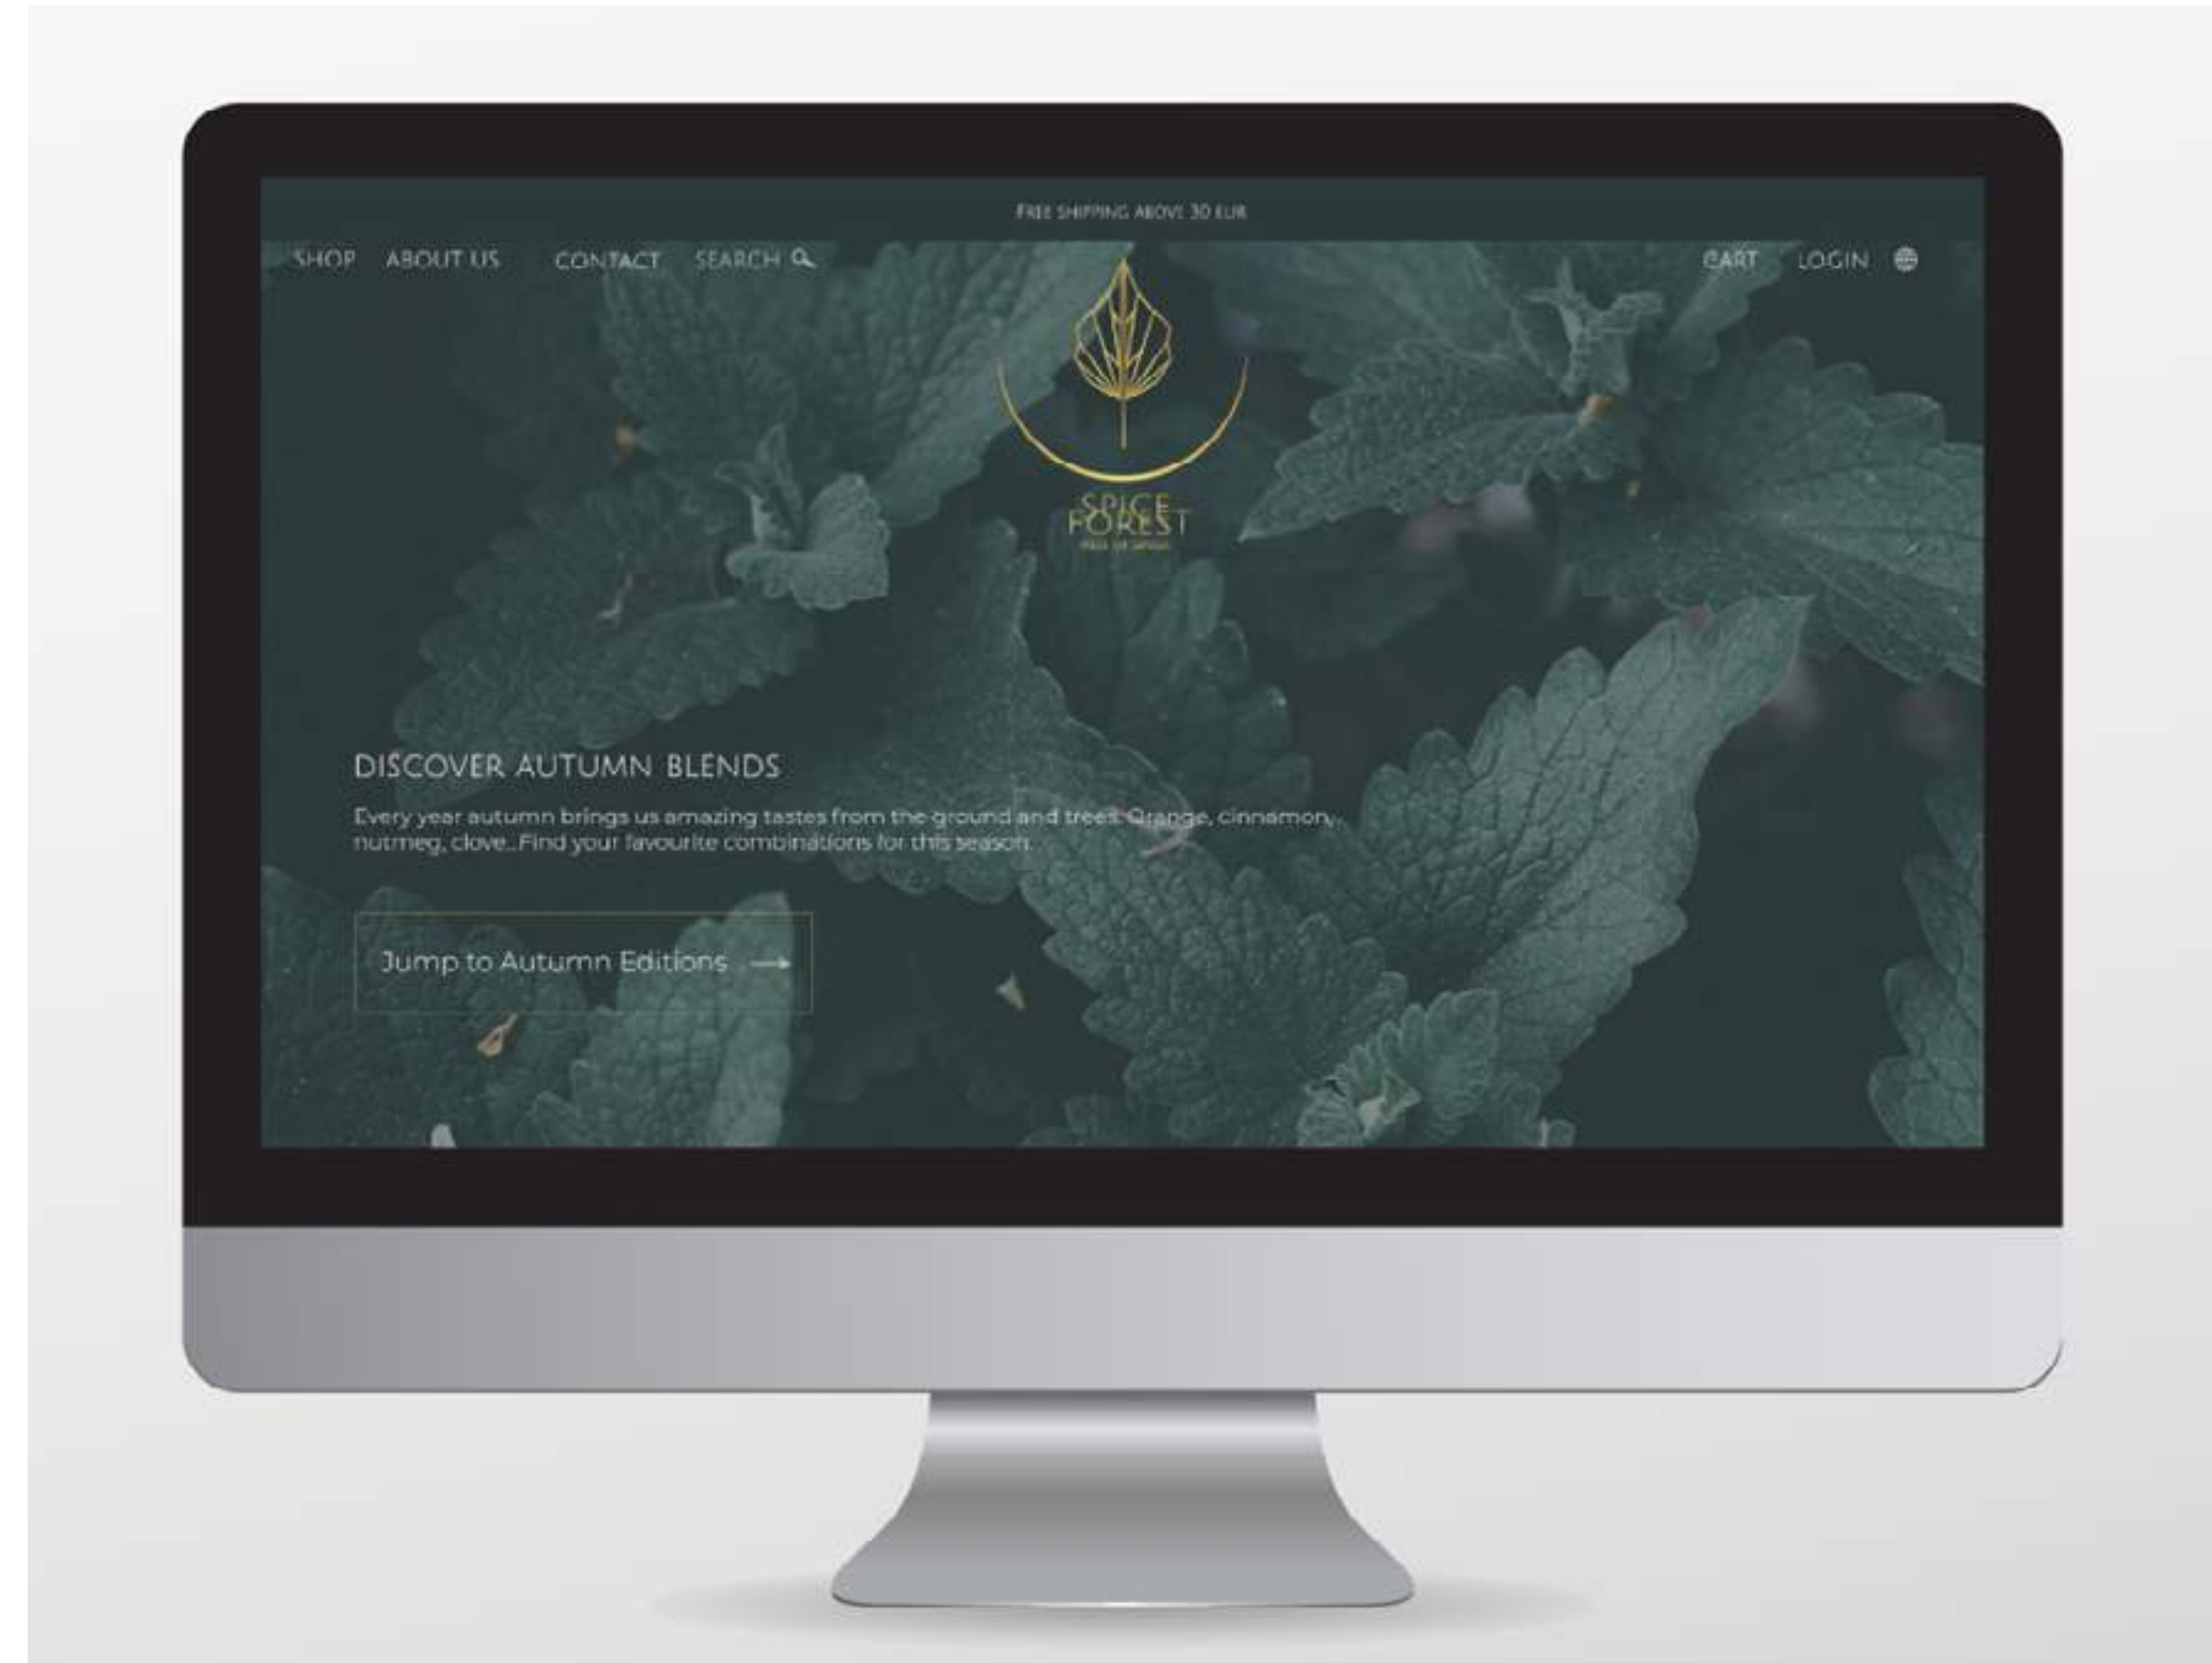 FREE SHIPPING ABOVE 30 EUR
SHOP ABOUT US CONTACT SEARCH CART LOGIN
SPICE
FOREST
DISCOVER AUTUMN BLENDS
Every year autumn brings us amazing tastes from the ground and trees. Orange, cinnamon,
nutmeg, clove...Find your favourite combinations for this season.
Jump to Autumn Editions